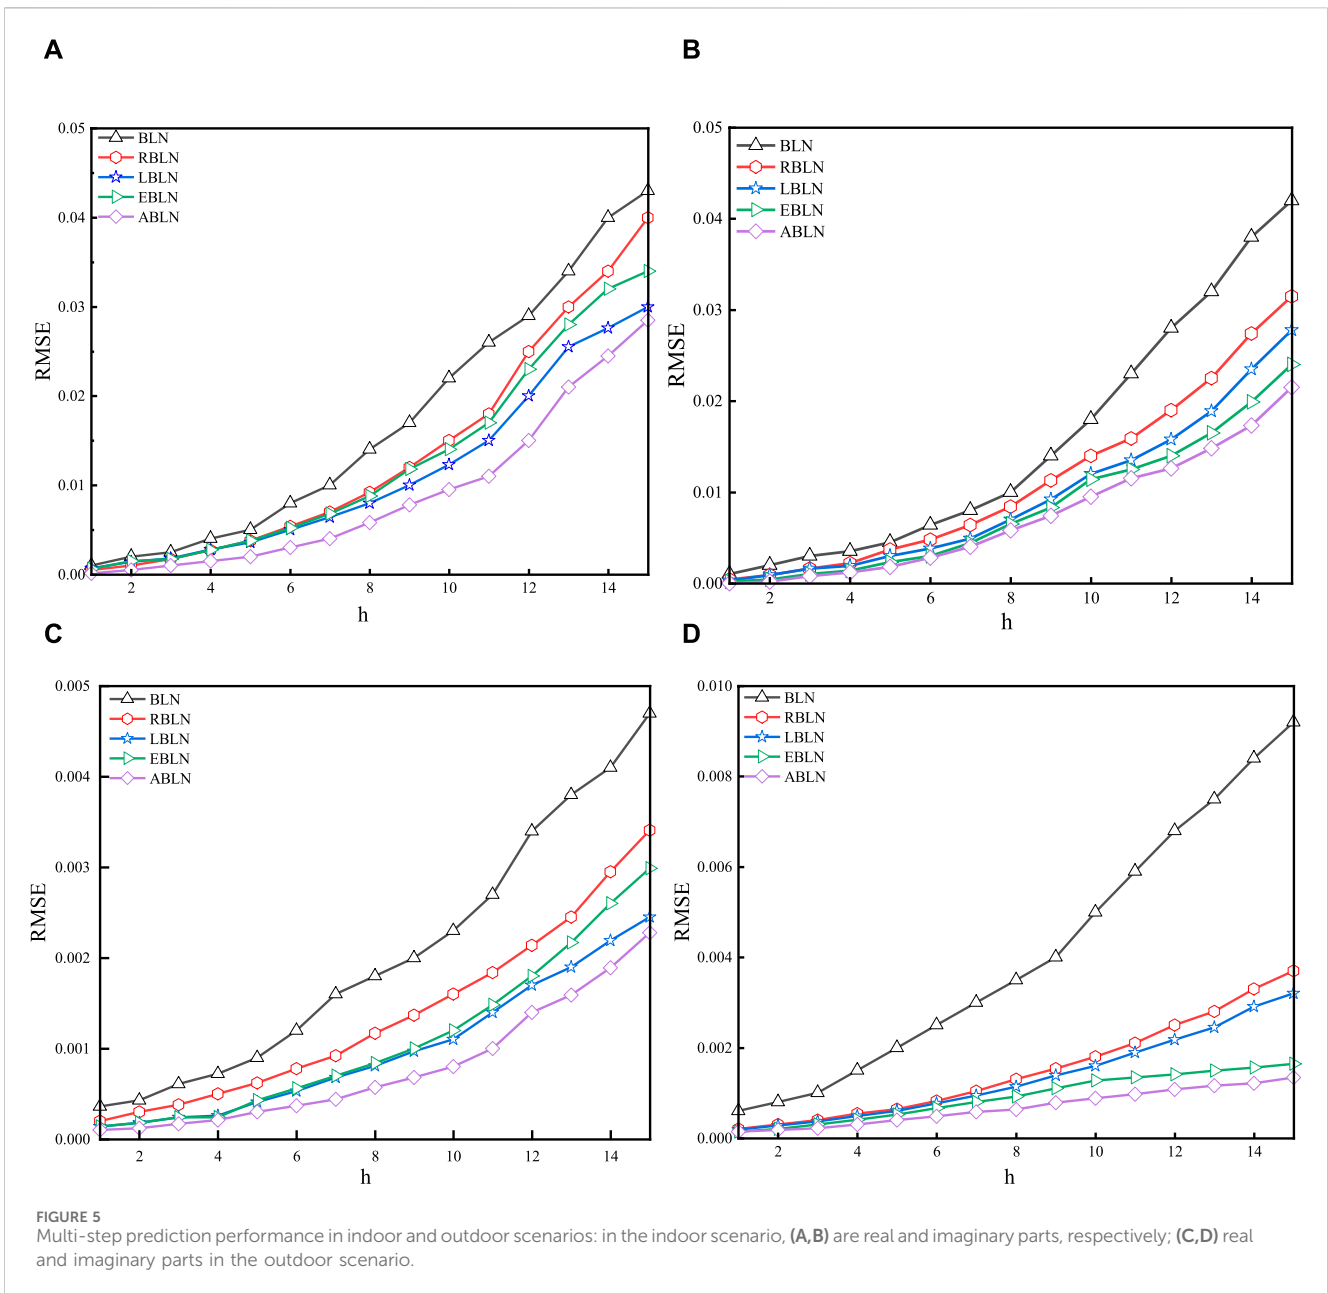 A
0.05
BLN
RBLN
LBLN
EBLN
ABLN
0.04
0.03
0.02
0.01
0.00
RMSE
2 4 6 8 10 12 14
h
B
0.05
BLN
RBLN
LBLN
EBLN
ABLN
0.04
0.03
0.02
0.01
0.00
RMSE
2 4 6 8 10 12 14
h
C
0.005
BLN
RBLN
LBLN
EBLN
ABLN
0.004
0.003
0.002
0.001
0.000
RMSE
2 4 6 8 10 12 14
h
D
0.010
BLN
RBLN
LBLN
EBLN
ABLN
0.008
0.006
0.004
0.002
0.000
RMSE
2 4 6 8 10 12 14
h
FIGURE 5
Multi-step prediction performance in indoor and outdoor scenarios: in the indoor scenario, (A,B) are real and imaginary parts, respectively; (C,D) real
and imaginary parts in the outdoor scenario.